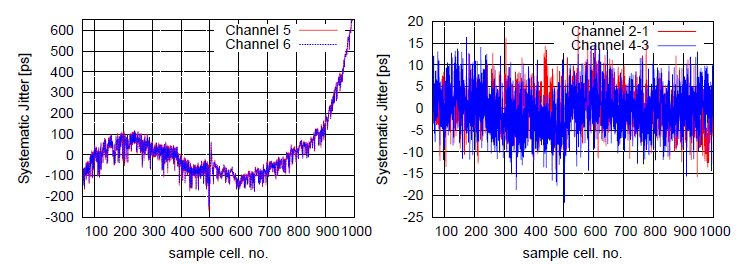 Systematic Jitter [ps]
600
500
400
300
200
100
0
-100
-200
-300
Channel 5
Channel 6
100 200 300 400 500 600 700 800 900 1000
sample cell. no.
Systematic Jitter [ps]
20
15
10
5
0
-5
-10
-15
-20
-25
Channel 2-1
Channel 4-3
100 200 300 400 500 600 700 800 900 1000
sample cell. no.